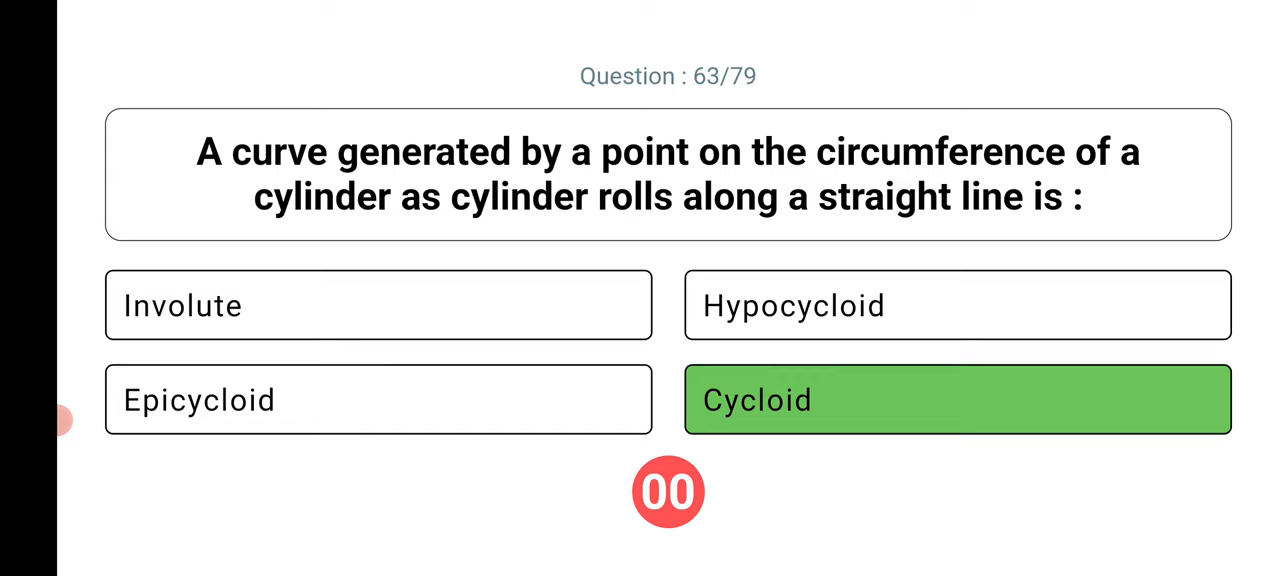 Question : 63/79
A curve generated by a point on the circumference of a
cylinder as cylinder rolls along a straight line is :
Involute
Hypocycloid
Epicycloid
Cycloid
00